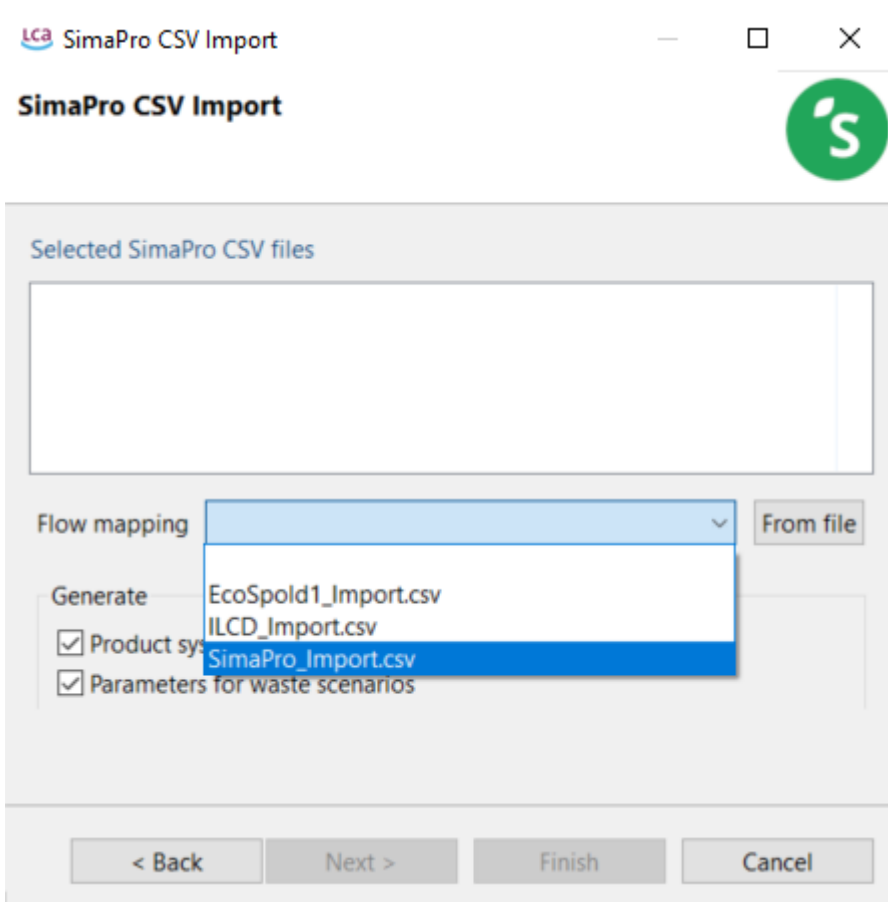 LCA SimaPro CSV Import
SimaPro CSV Import
S
Selected SimaPro CSV files
Flow mapping
From file
EcoSpold1_Import.csv
ILCD_Import.csv
SimaPro_Import.csv
Generate
Product sys
Parameters for waste scenarios
< Back Next > Finish Cancel